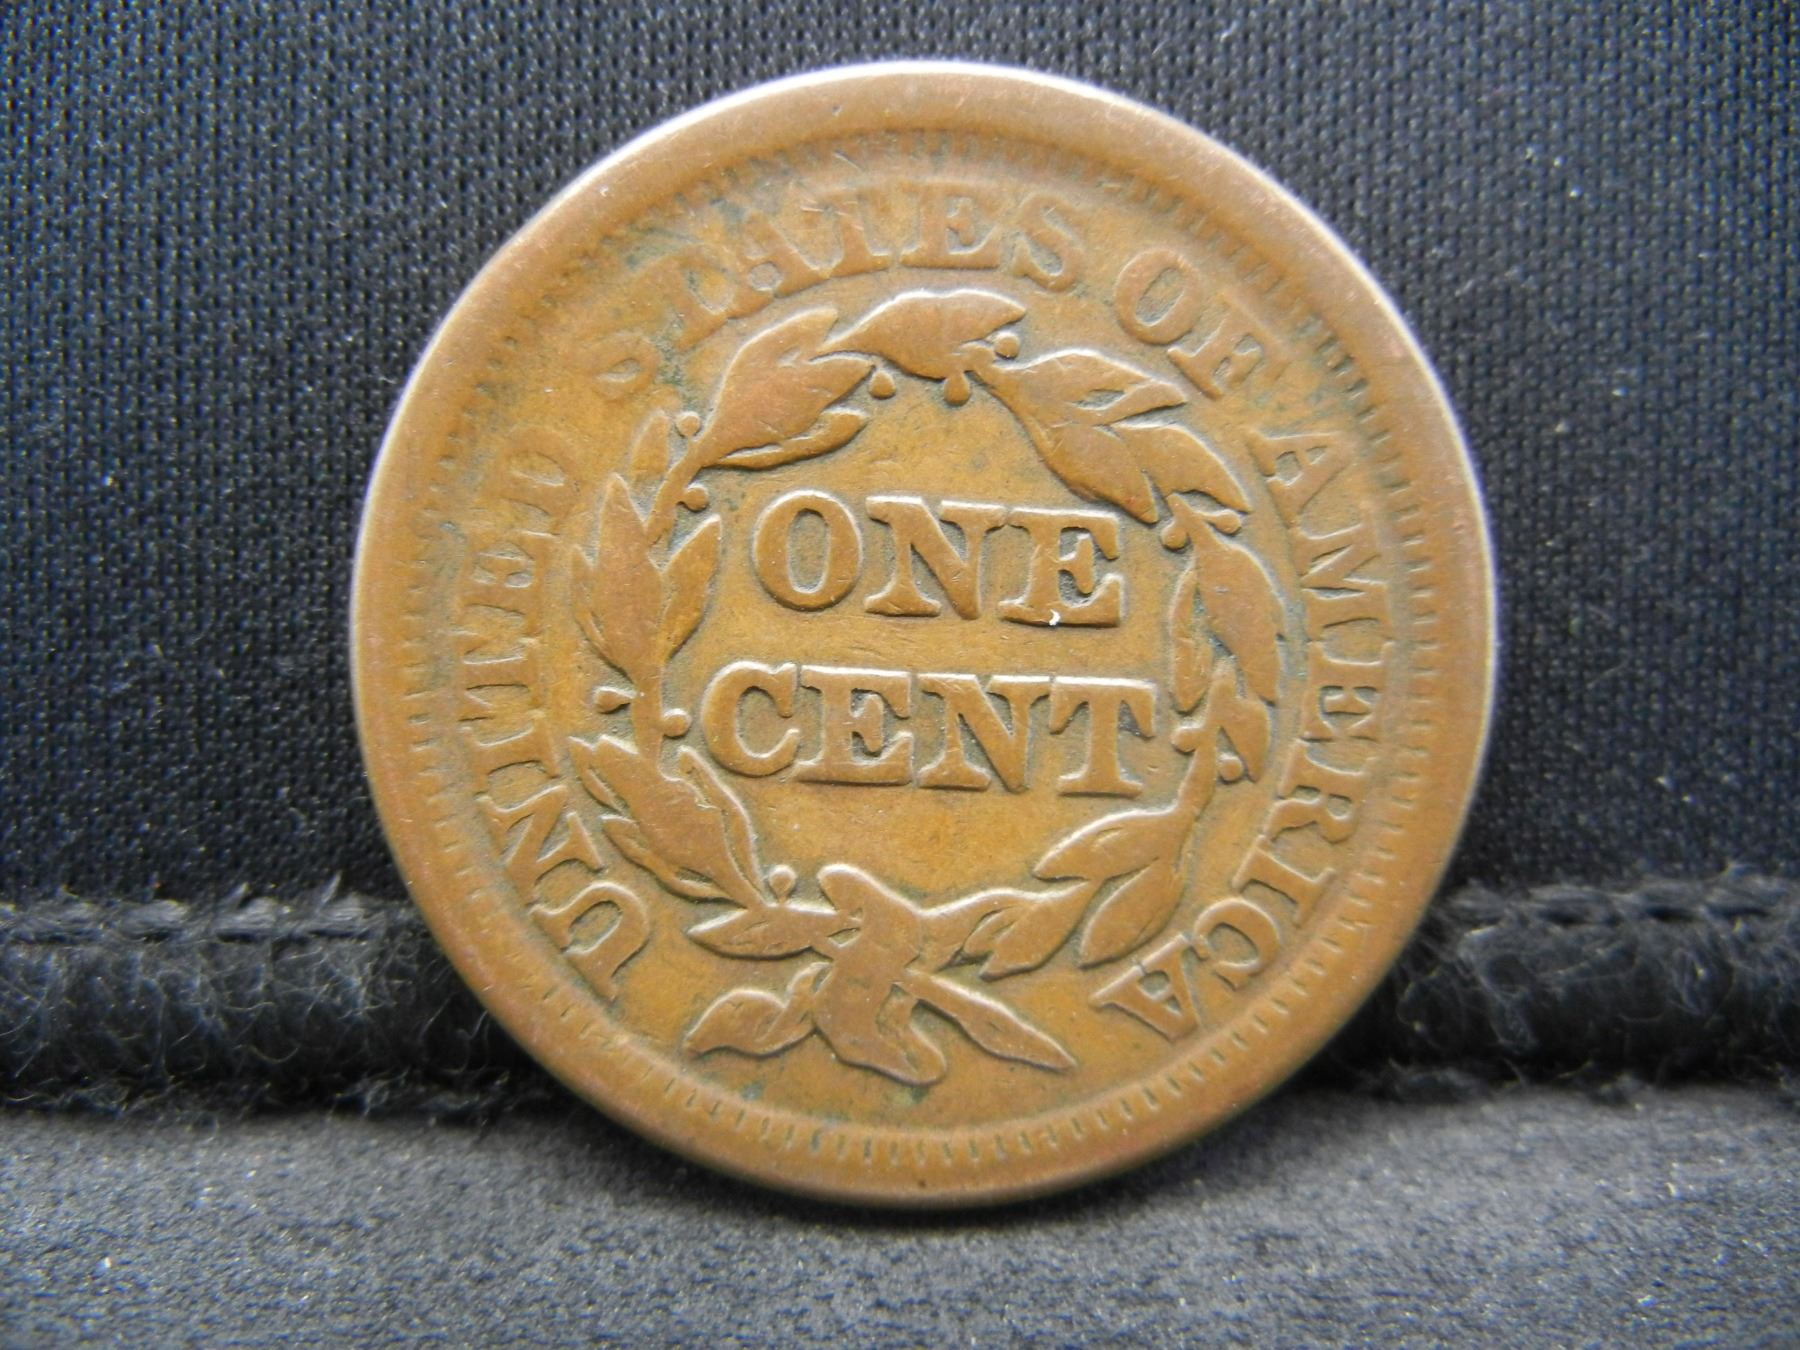 UNITED STATES OF AMERICA
ONE
CENT